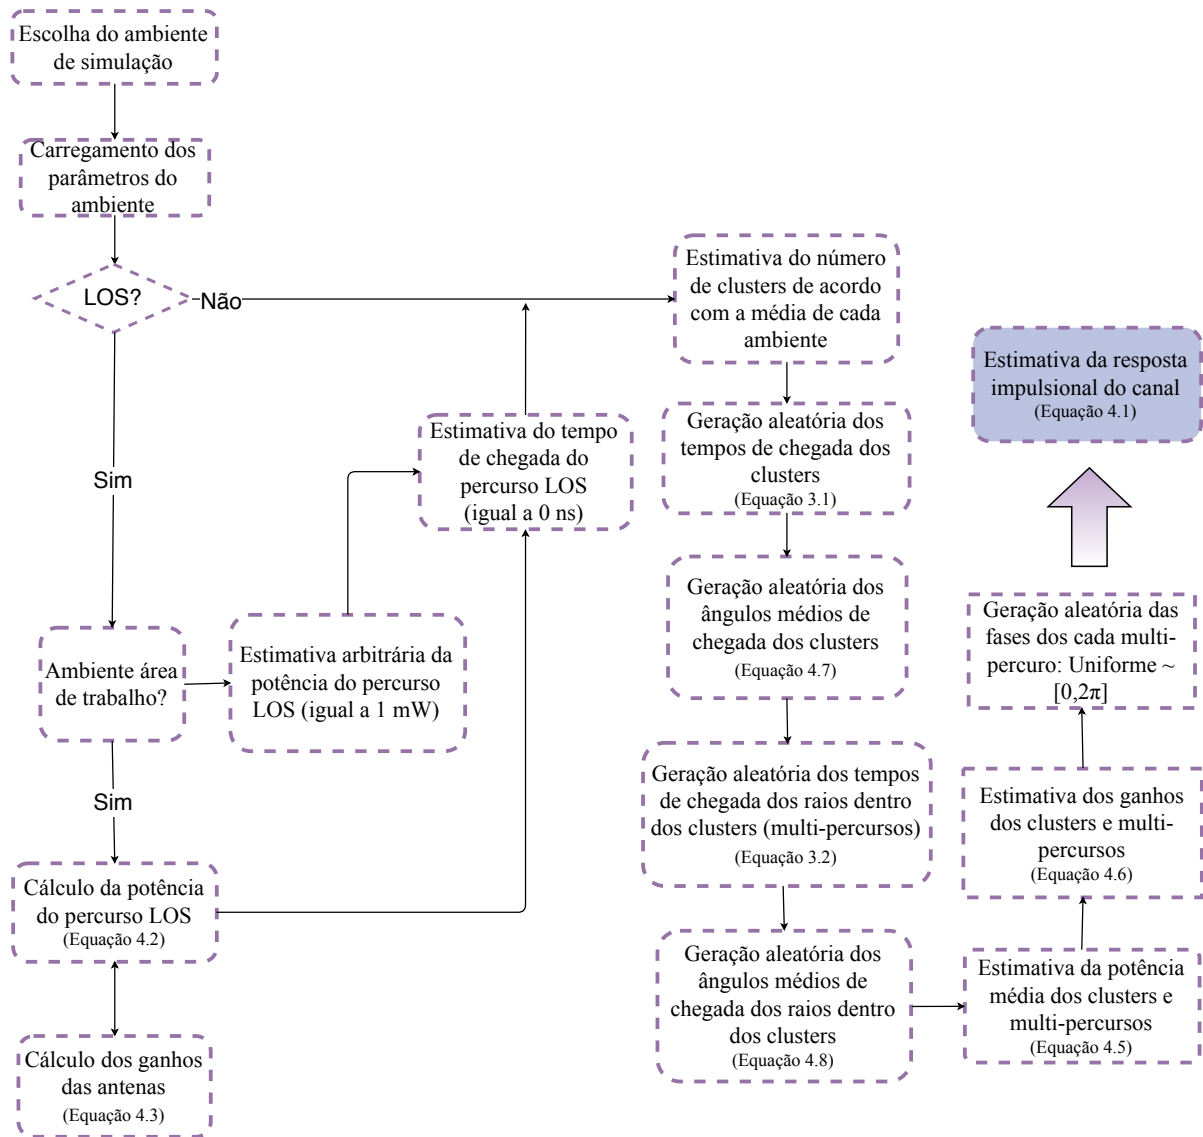 Escolha do ambiente
de simulação
Carregamento dos
parâmetros do
ambiente
LOS?
Não
Sim
Ambiente área
de trabalho?
Sim
Estimativa arbitrária da
potência do percurso
LOS (igual a 1 mW)
Estimativa do tempo
de chegada do
percurso LOS
(igual a 0 ns)
Cálculo da potência
do percurso LOS
(Equação 4.2)
Cálculo dos ganhos
das antenas
(Equação 4.3)
Estimativa do número
de clusters de acordo
com a média de cada
ambiente
Geração aleatória dos
tempos de chegada dos
clusters
(Equação 3.1)
Geração aleatória dos
ângulos médios de
chegada dos clusters
(Equação 4.7)
Geração aleatória dos tempos
de chegada dos raios dentro
dos clusters (multi-percursos)
(Equação 3.2)
Geração aleatória dos
ângulos médios de
chegada dos raios dentro
dos clusters
(Equação 4.8)
Estimativa da potência
média dos clusters e
multi-percursos
(Equação 4.5)
Estimativa dos ganhos
dos clusters e multi-
percursos
(Equação 4.6)
Geração aleatória das
fases dos cada multi-
percuro: Uniforme ~
[0,2π]
Estimativa da resposta
impulsional do canal
(Equação 4.1)